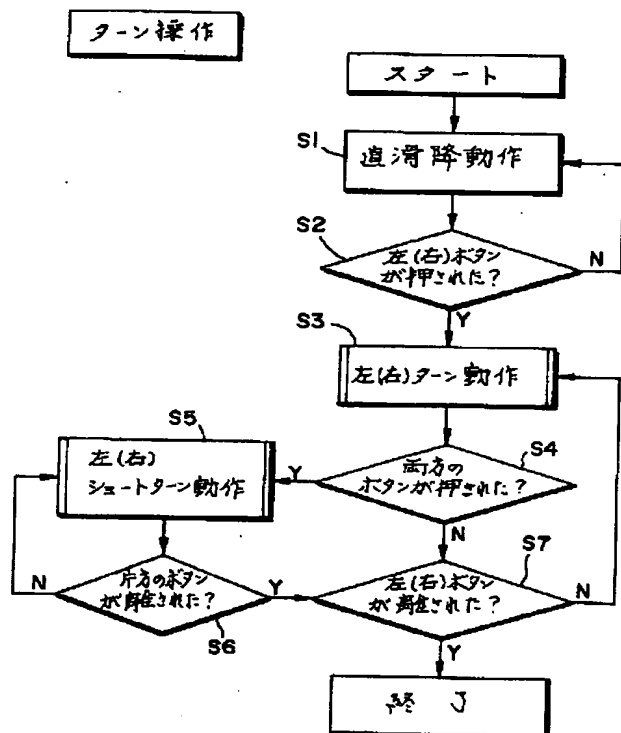 ターン操作
スタート
S1
直滑降動作
S2
左(右)ボタン
が押された?
N
Y
S3
左(右)ターン動作
S4
両方の
ボタンが押された?
Y
N
S5
左(右)
ショートターン動作
S6
片方のボタン
が離された?
N
Y
S7
左(右)ボタン
が離された?
N
Y
終了